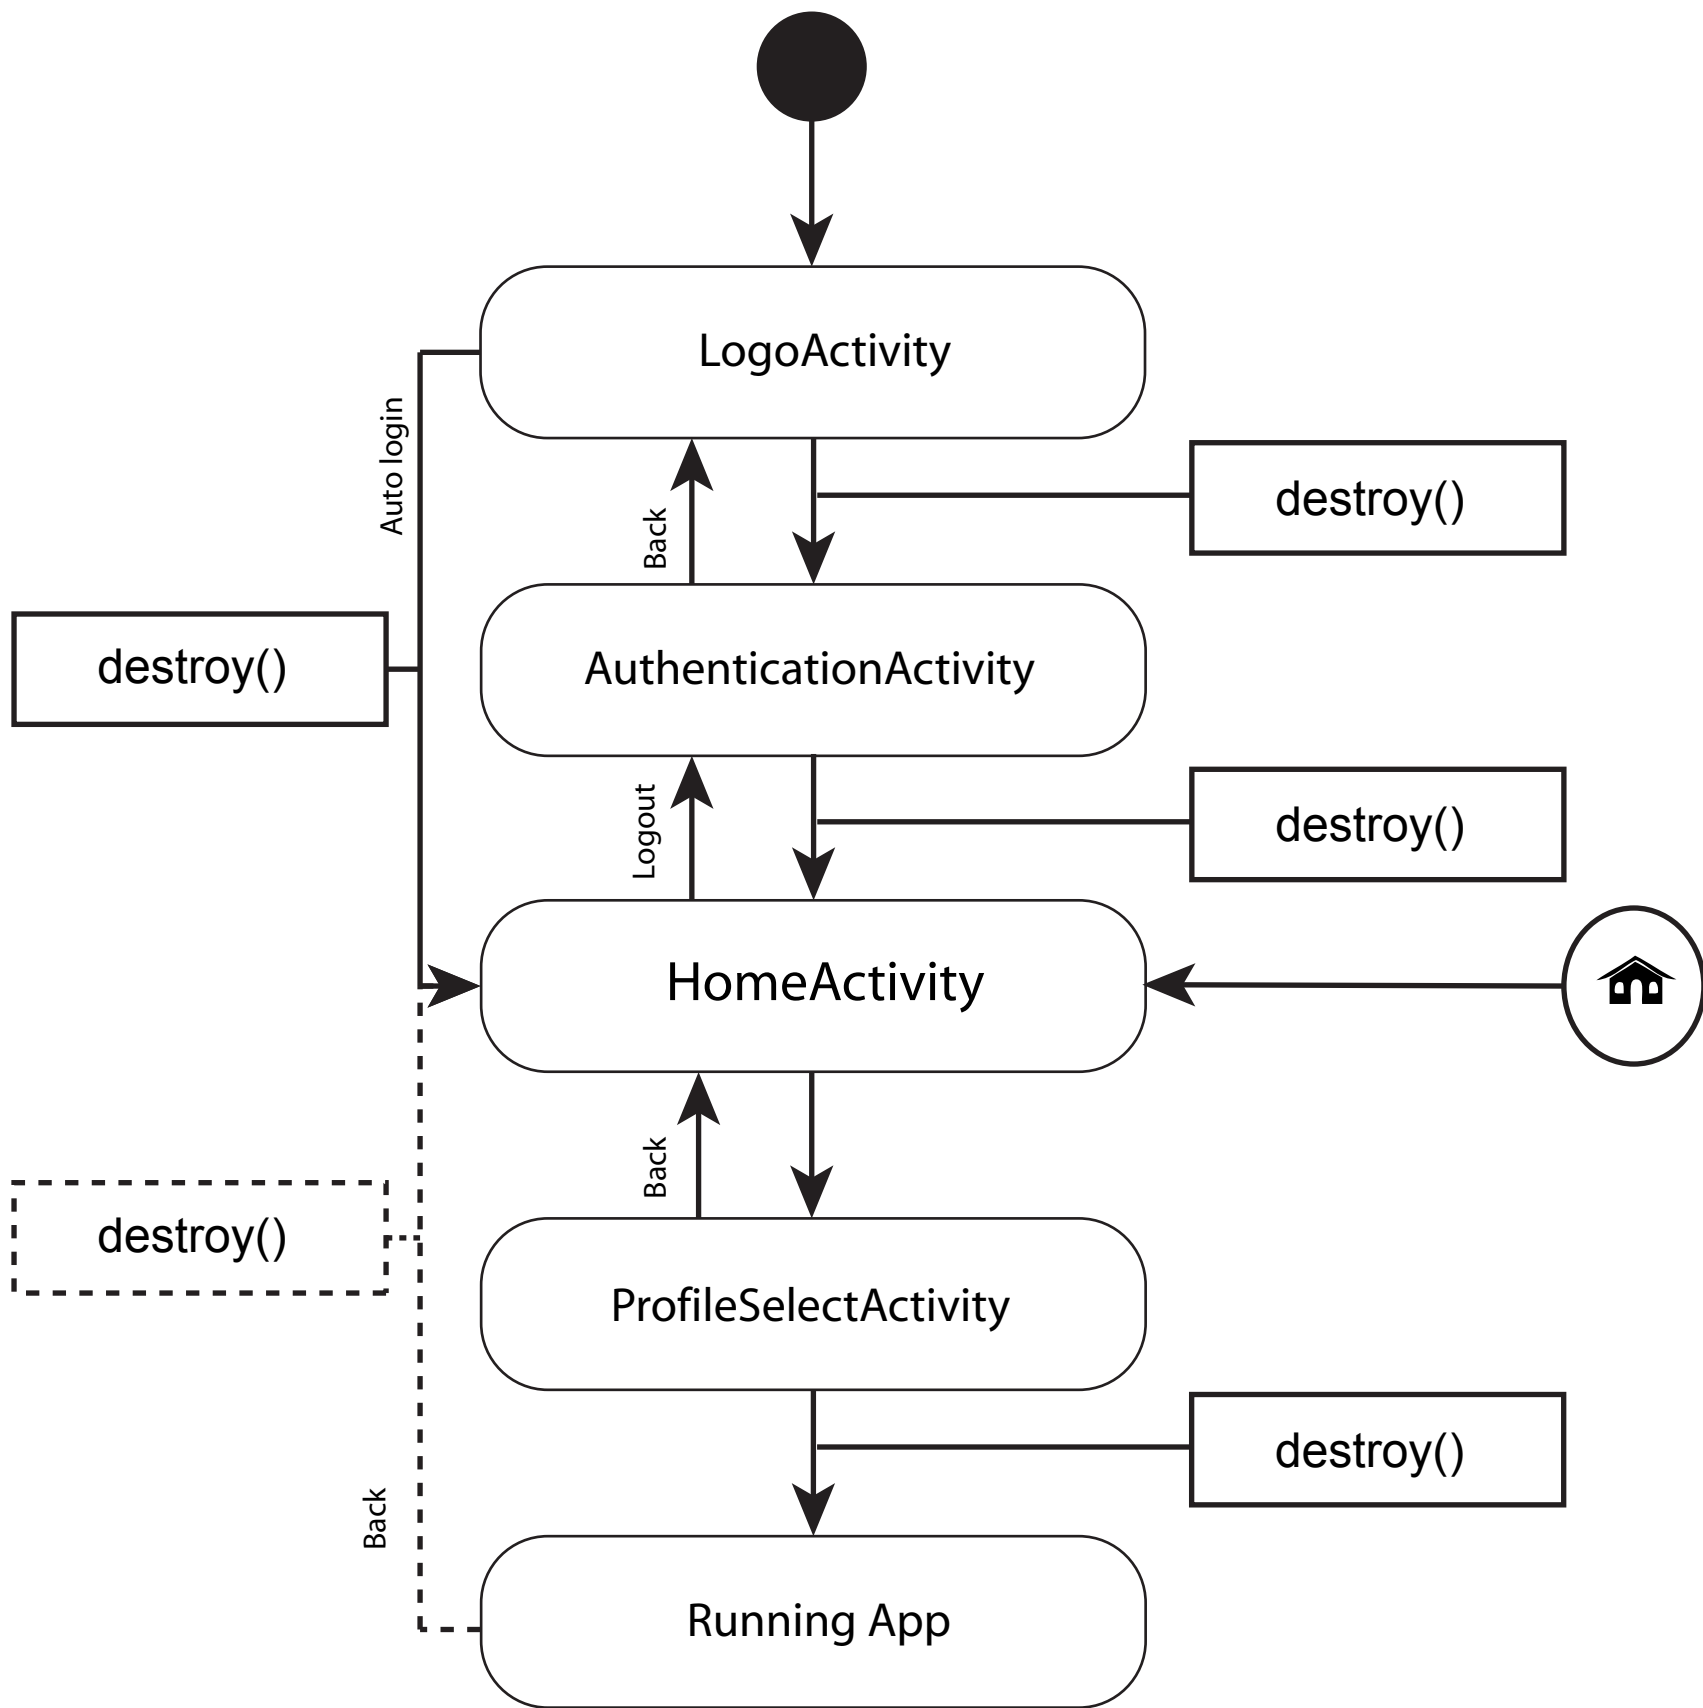 LogoActivity
Auto login
Back
destroy()
destroy()
AuthenticationActivity
Logout
destroy()
HomeActivity
Back
destroy()
ProfileSelectActivity
destroy()
Back
Running App